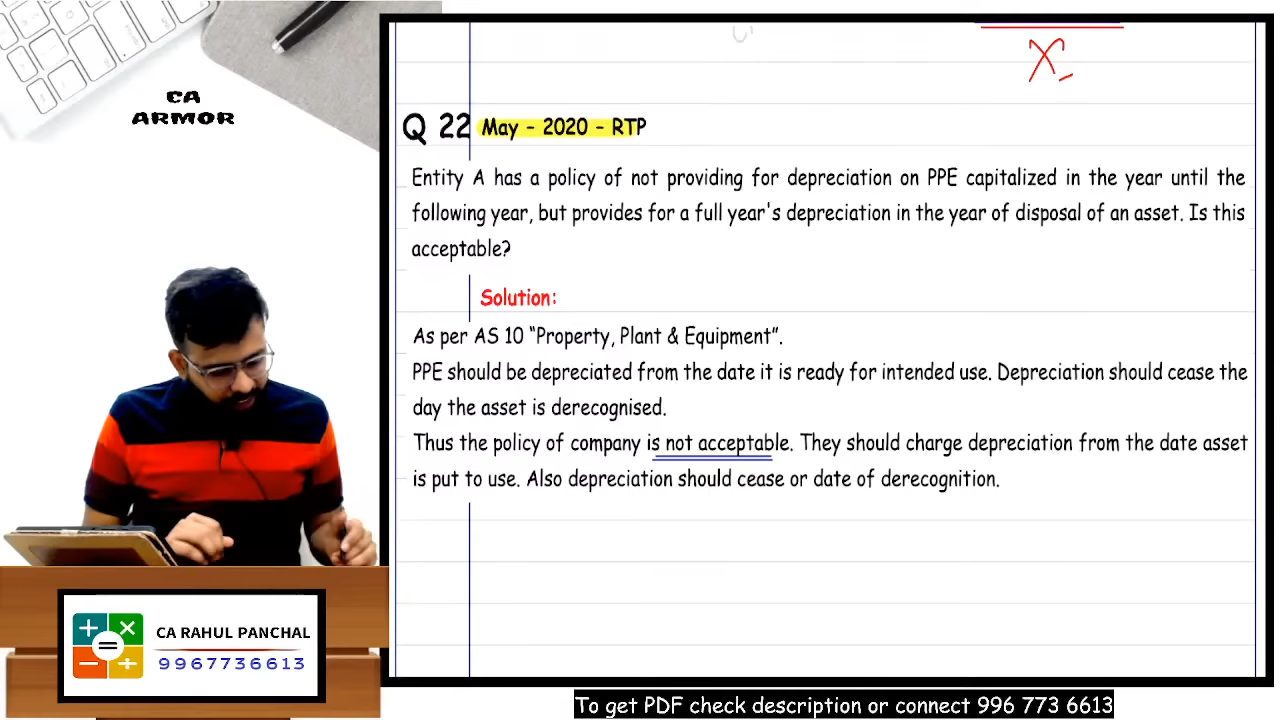 CA
ARMOR
X
Q 22 May - 2020 - RTP
Entity A has a policy of not providing for depreciation on PPE capitalized in the year until the
following year, but provides for a full year's depreciation in the year of disposal of an asset. Is this
acceptable?
Solution:
As per AS 10 “Property, Plant & Equipment”.
PPE should be depreciated from the date it is ready for intended use. Depreciation should cease the
day the asset is derecognised.
Thus the policy of company is not acceptable. They should charge depreciation from the date asset
is put to use. Also depreciation should cease or date of derecognition.
CA RAHUL PANCHAL
9967736613
To get PDF check description or connect 996 773 6613